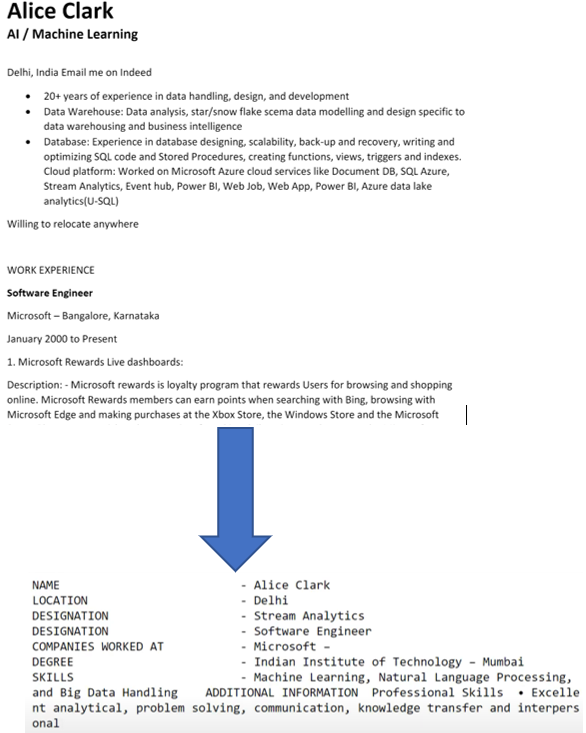 Alice Clark
AI / Machine Learning
Delhi, India Email me on Indeed
• 20+ years of experience in data handling, design, and development
• Data Warehouse: Data analysis, star/snow flake scema data modelling and design specific to
data warehousing and business intelligence
• Database: Experience in database designing, scalability, back-up and recovery, writing and
optimizing SQL code and Stored Procedures, creating functions, views, triggers and indexes.
Cloud platform: Worked on Microsoft Azure cloud services like Document DB, SQL Azure,
Stream Analytics, Event hub, Power BI, Web Job, Web App, Power BI, Azure data lake
analytics(U-SQL)
Willing to relocate anywhere
WORK EXPERIENCE
Software Engineer
Microsoft – Bangalore, Karnataka
January 2000 to Present
1. Microsoft Rewards Live dashboards:
Description: - Microsoft rewards is loyalty program that rewards Users for browsing and shopping
online. Microsoft Rewards members can earn points when searching with Bing, browsing with
Microsoft Edge and making purchases at the Xbox Store, the Windows Store and the Microsoft
NAME - Alice Clark
LOCATION - Delhi
DESIGNATION - Stream Analytics
DESIGNATION - Software Engineer
COMPANIES WORKED AT - Microsoft –
DEGREE - Indian Institute of Technology – Mumbai
SKILLS - Machine Learning, Natural Language Processing,
and Big Data Handling ADDITIONAL INFORMATION Professional Skills • Excelle
nt analytical, problem solving, communication, knowledge transfer and interpers
onal